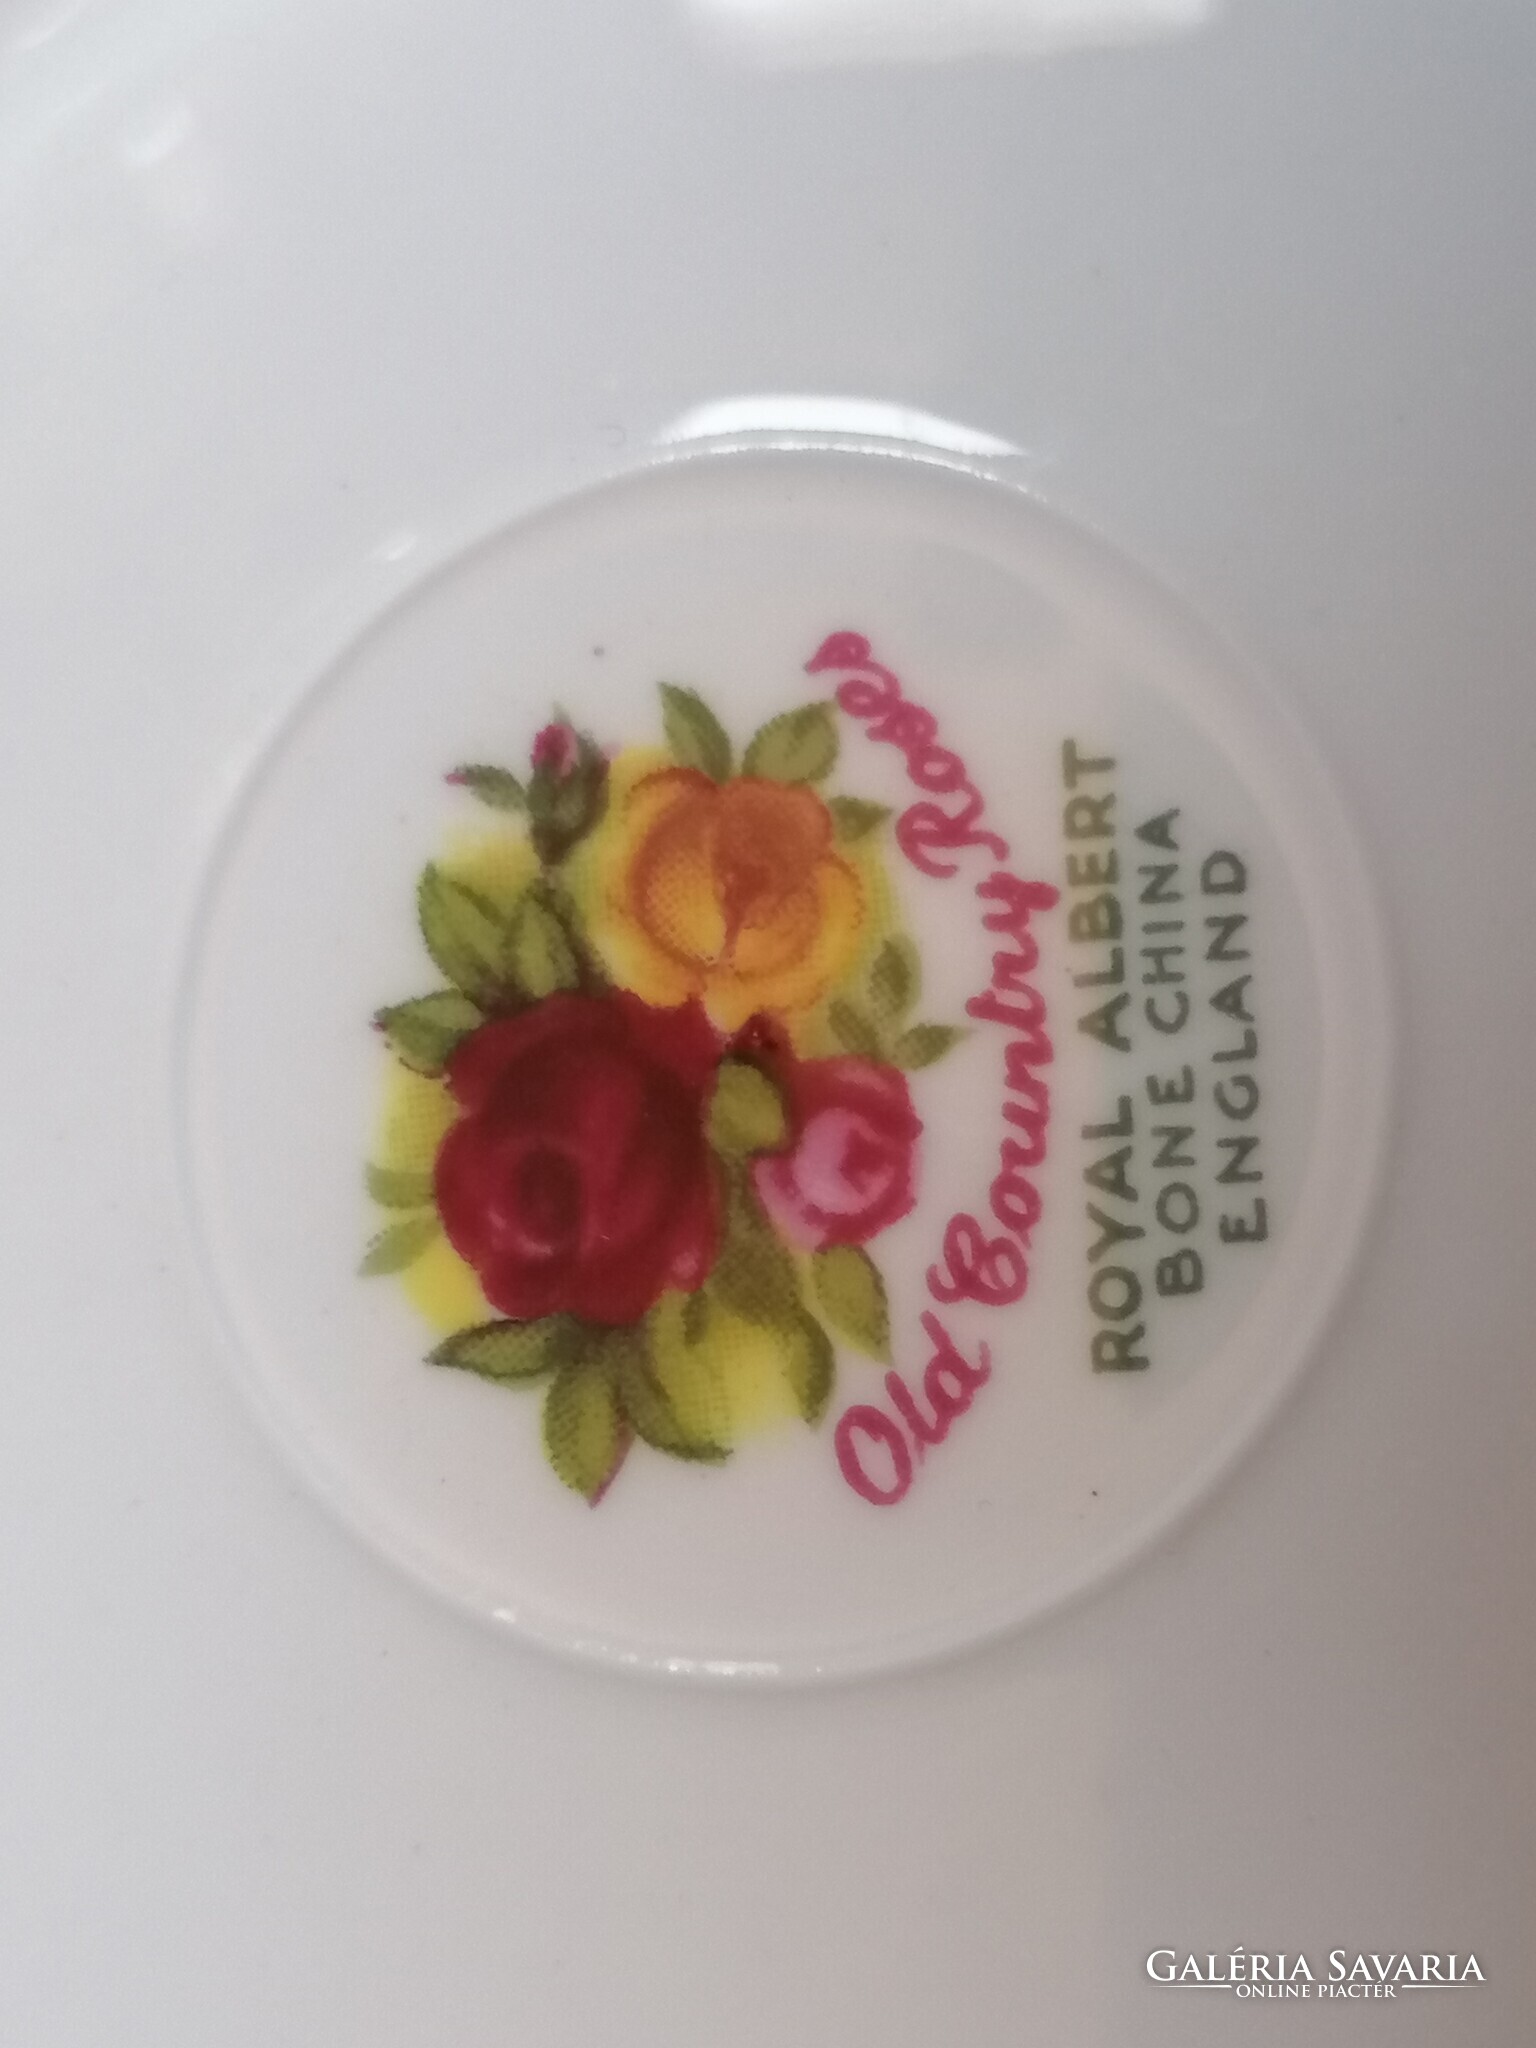 Old Country Roses
ROYAL ALBERT
BONE CHINA
ENGLAND
GALÉRIA SAVARIA
ONLINE PIACTÉR